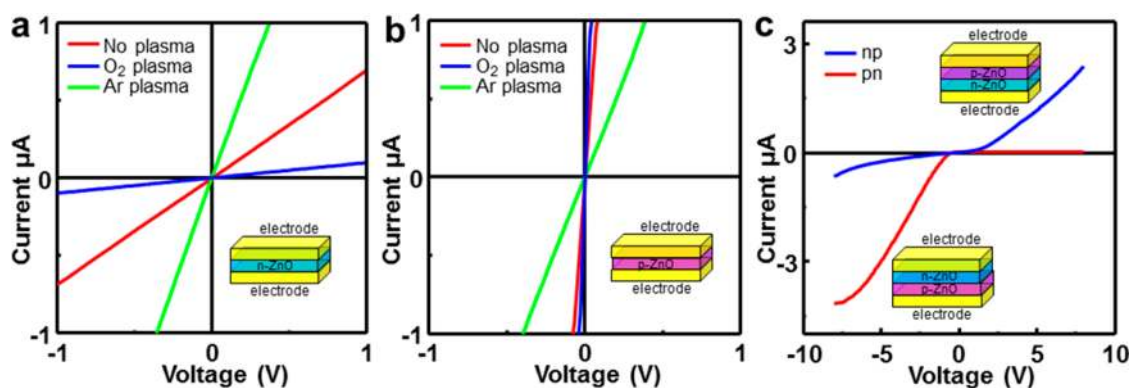 a
No plasma
O₂ plasma
Ar plasma
Current µA
1
0
-1
-1
0
1
Voltage (V)
electrode
n-ZnO
electrode
b
No plasma
O₂ plasma
Ar plasma
Current µA
1
0
-1
-1
0
1
Voltage (V)
electrode
p-ZnO
electrode
c
np
pn
Current µA
3
0
-3
-10
-5
0
5
10
Voltage (V)
electrode
p-ZnO
n-ZnO
electrode
electrode
n-ZnO
p-ZnO
electrode